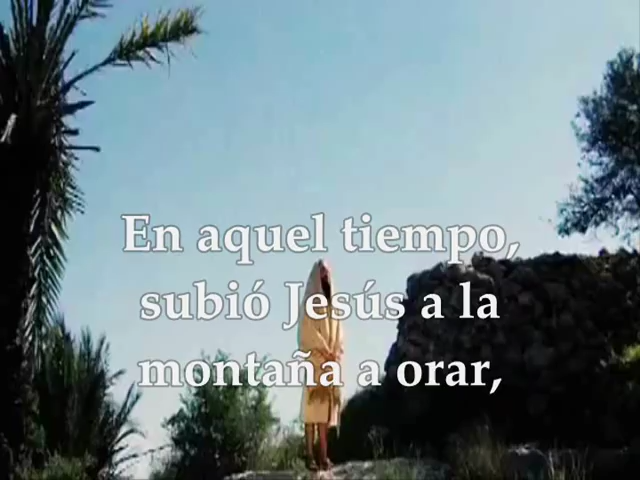 En aquel tiempo,
subió Jesús a la
montaña a orar,